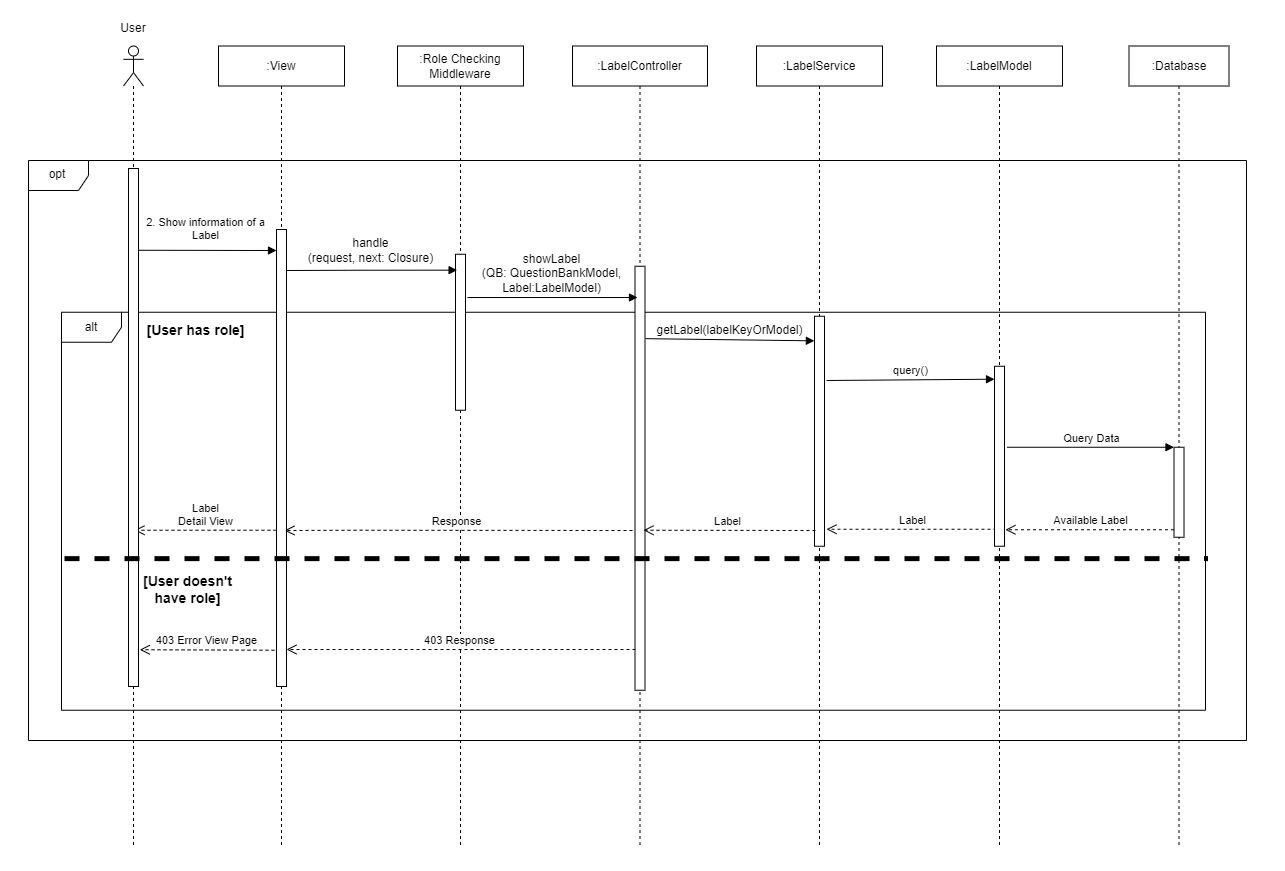 User
:View
:Role Checking
Middleware
:LabelController
:LabelService
:LabelModel
:Database
opt
2. Show information of a
Label
handle
(request, next: Closure)
showLabel
(QB: QuestionBankModel,
Label:LabelModel)
alt
[User has role]
getLabel(labelKeyOrModel)
query()
Query Data
Label
Detail View
Response
Label
Label
Available Label
[User doesn't
have role]
403 Error View Page
403 Response